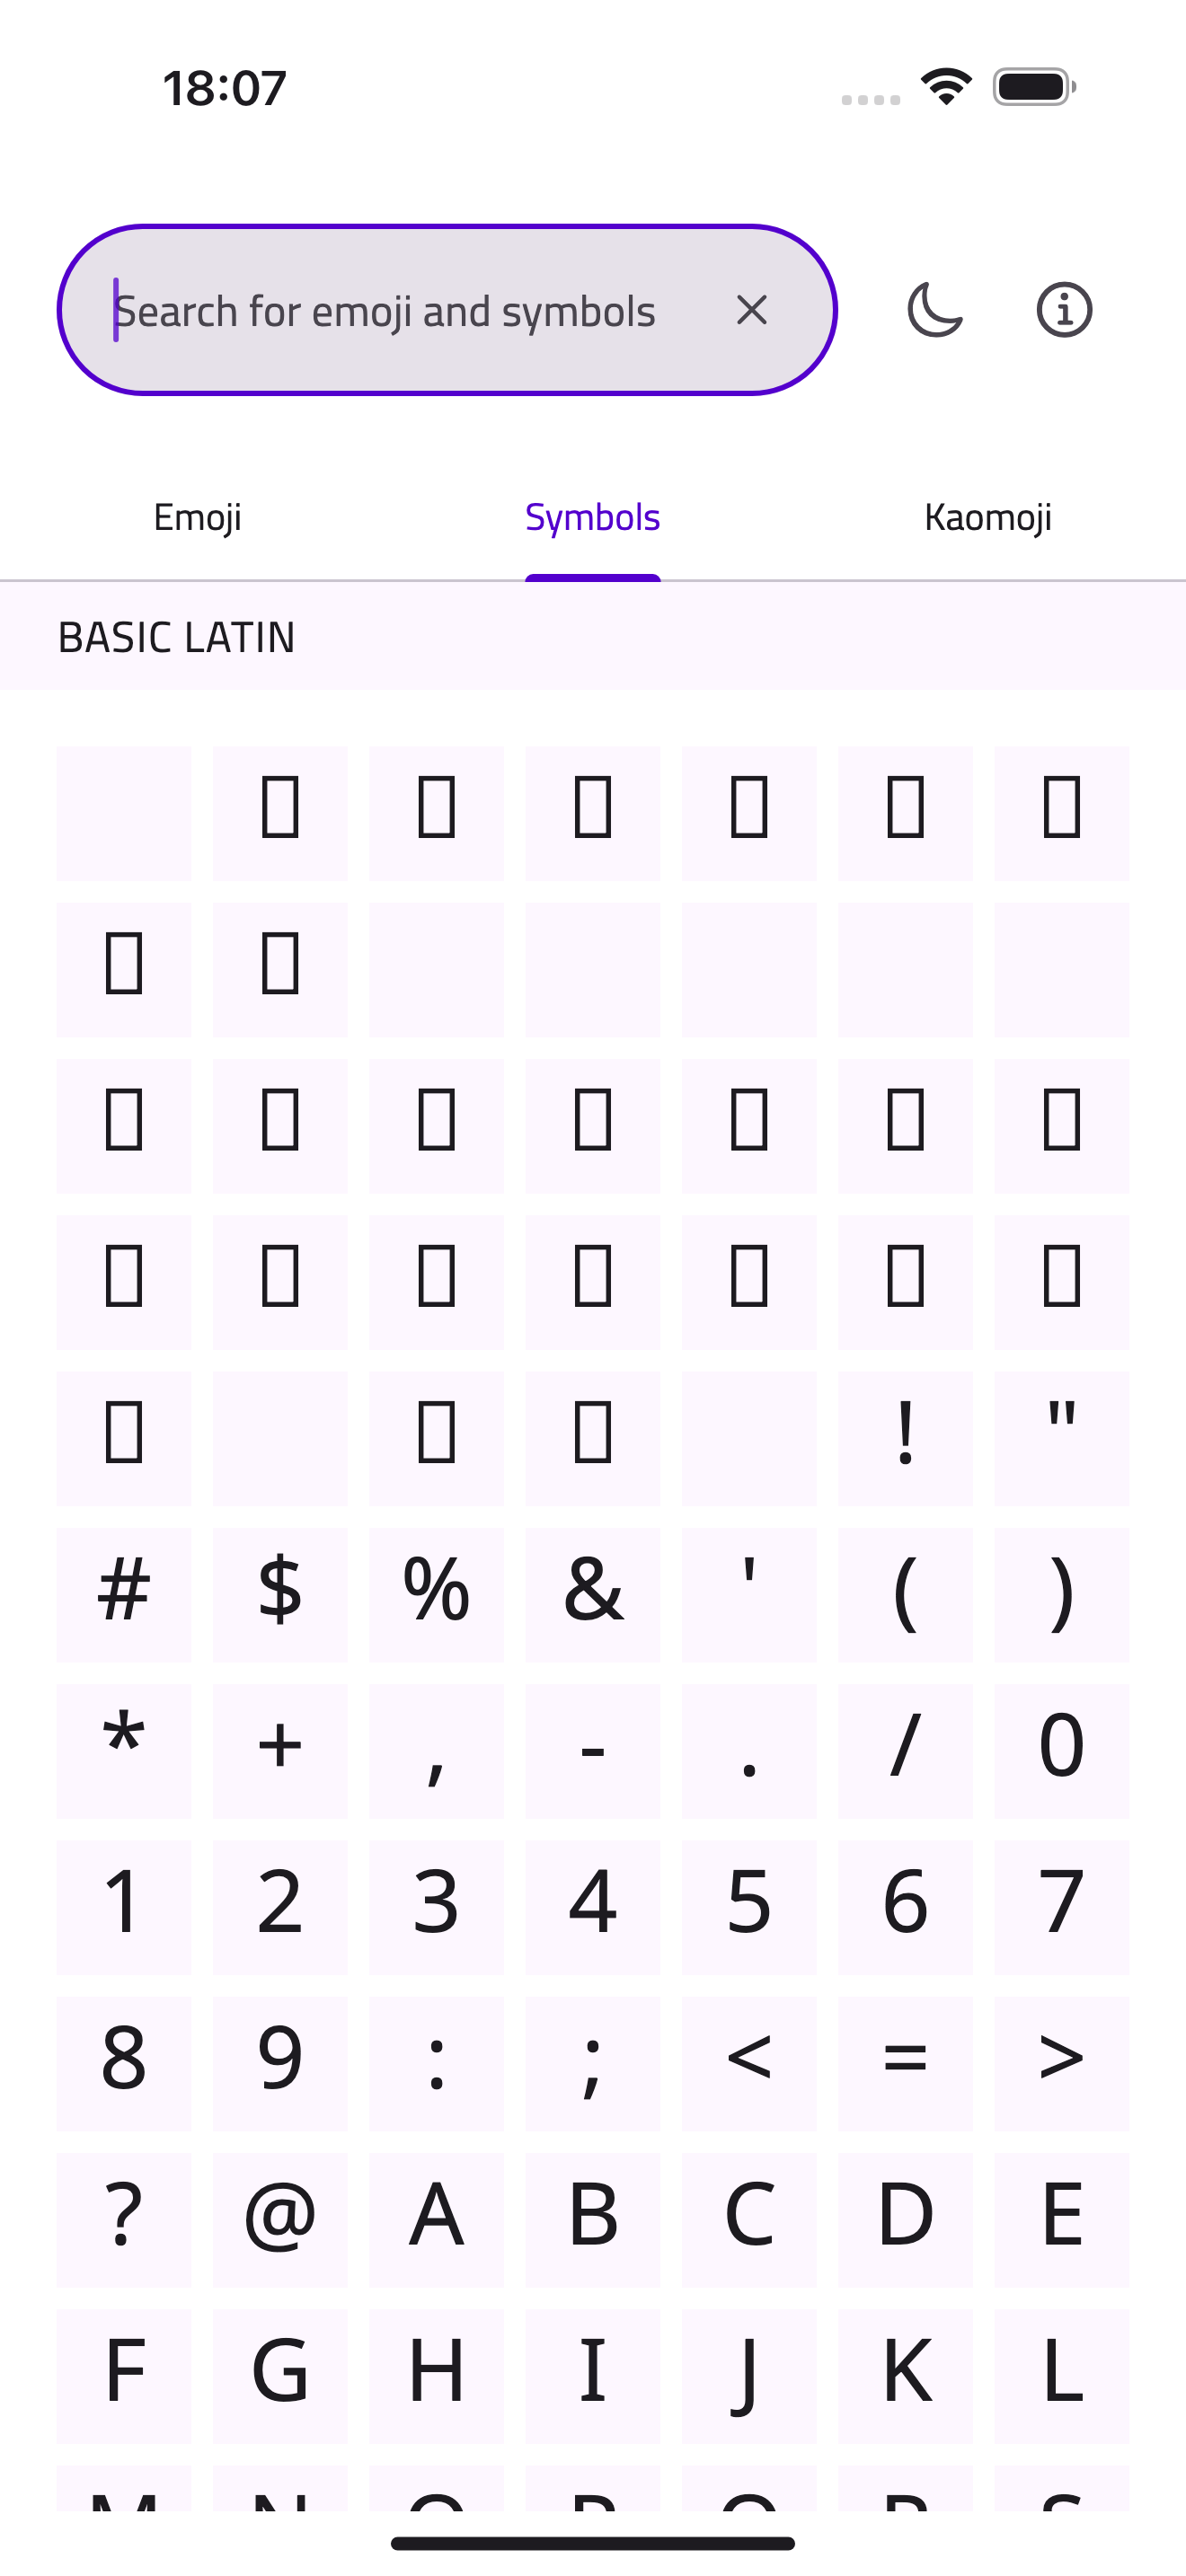 18:07
Search for emoji and symbols
Emoji Symbols Kaomoji
BASIC LATIN
! "
# $ % & ' ( )
* + , - . / 0
1 2 3 4 5 6 7
8 9 : ; < = >
? @ A B C D E
F G H I J K L
M N O P Q R S